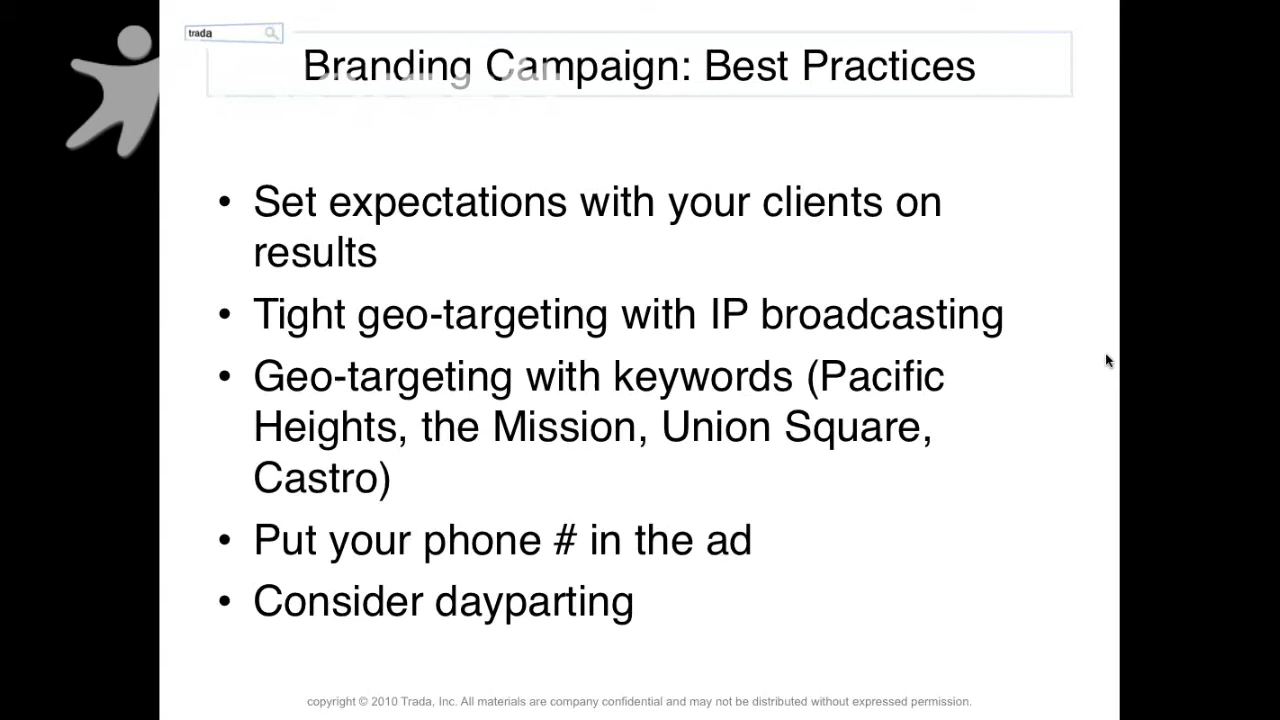 trada
Branding Campaign: Best Practices
• Set expectations with your clients on
results
• Tight geo-targeting with IP broadcasting
• Geo-targeting with keywords (Pacific
Heights, the Mission, Union Square,
Castro)
• Put your phone # in the ad
• Consider dayparting
copyright © 2010 Trada, Inc. All materials are company confidential and may not be distributed without expressed permission.